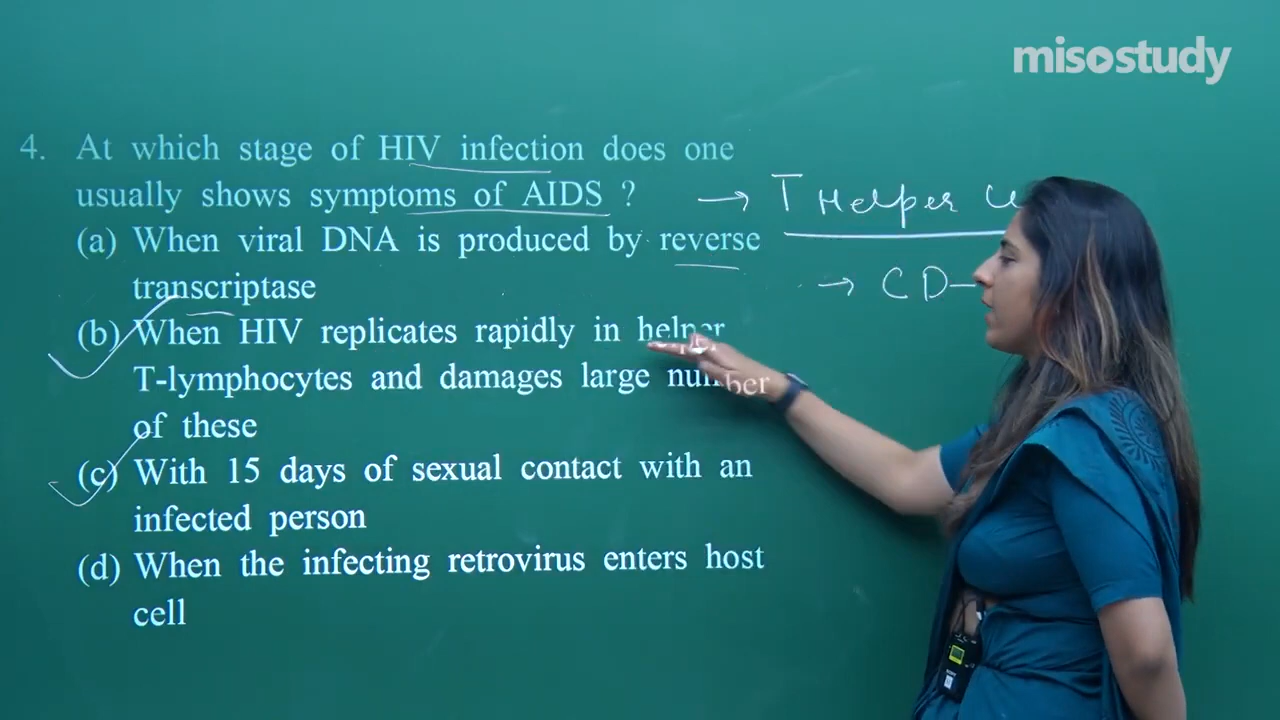 misostudy
4. At which stage of HIV infection does one
usually shows symptoms of AIDS ?
→ T Helper
(a) When viral DNA is produced by reverse
transcriptase
→ CD-
(b) When HIV replicates rapidly in helper
T-lymphocytes and damages large number
of these
(c) With 15 days of sexual contact with an
infected person
(d) When the infecting retrovirus enters host
cell